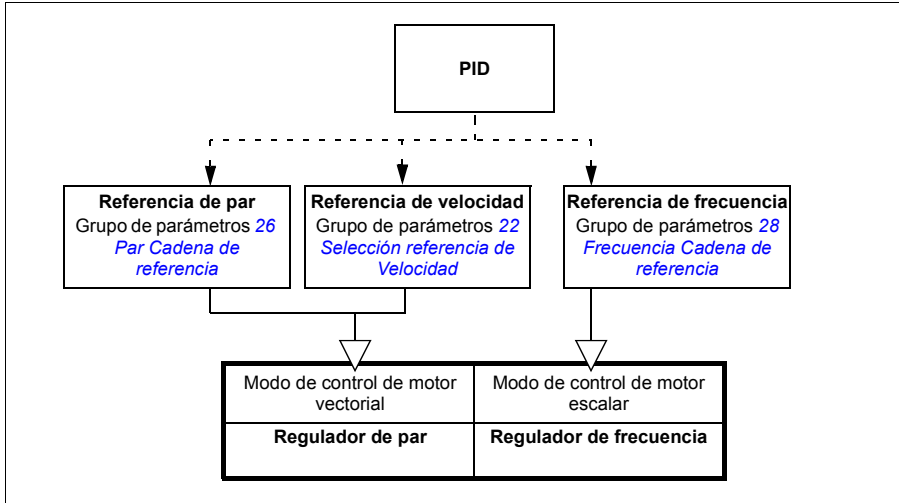 PID
Referencia de par
Grupo de parámetros 26
Par Cadena de
referencia
Referencia de velocidad
Grupo de parámetros 22
Selección referencia de
Velocidad
Referencia de frecuencia
Grupo de parámetros 28
Frecuencia Cadena de
referencia
Modo de control de motor
vectorial
Modo de control de motor
escalar
Regulador de par
Regulador de frecuencia